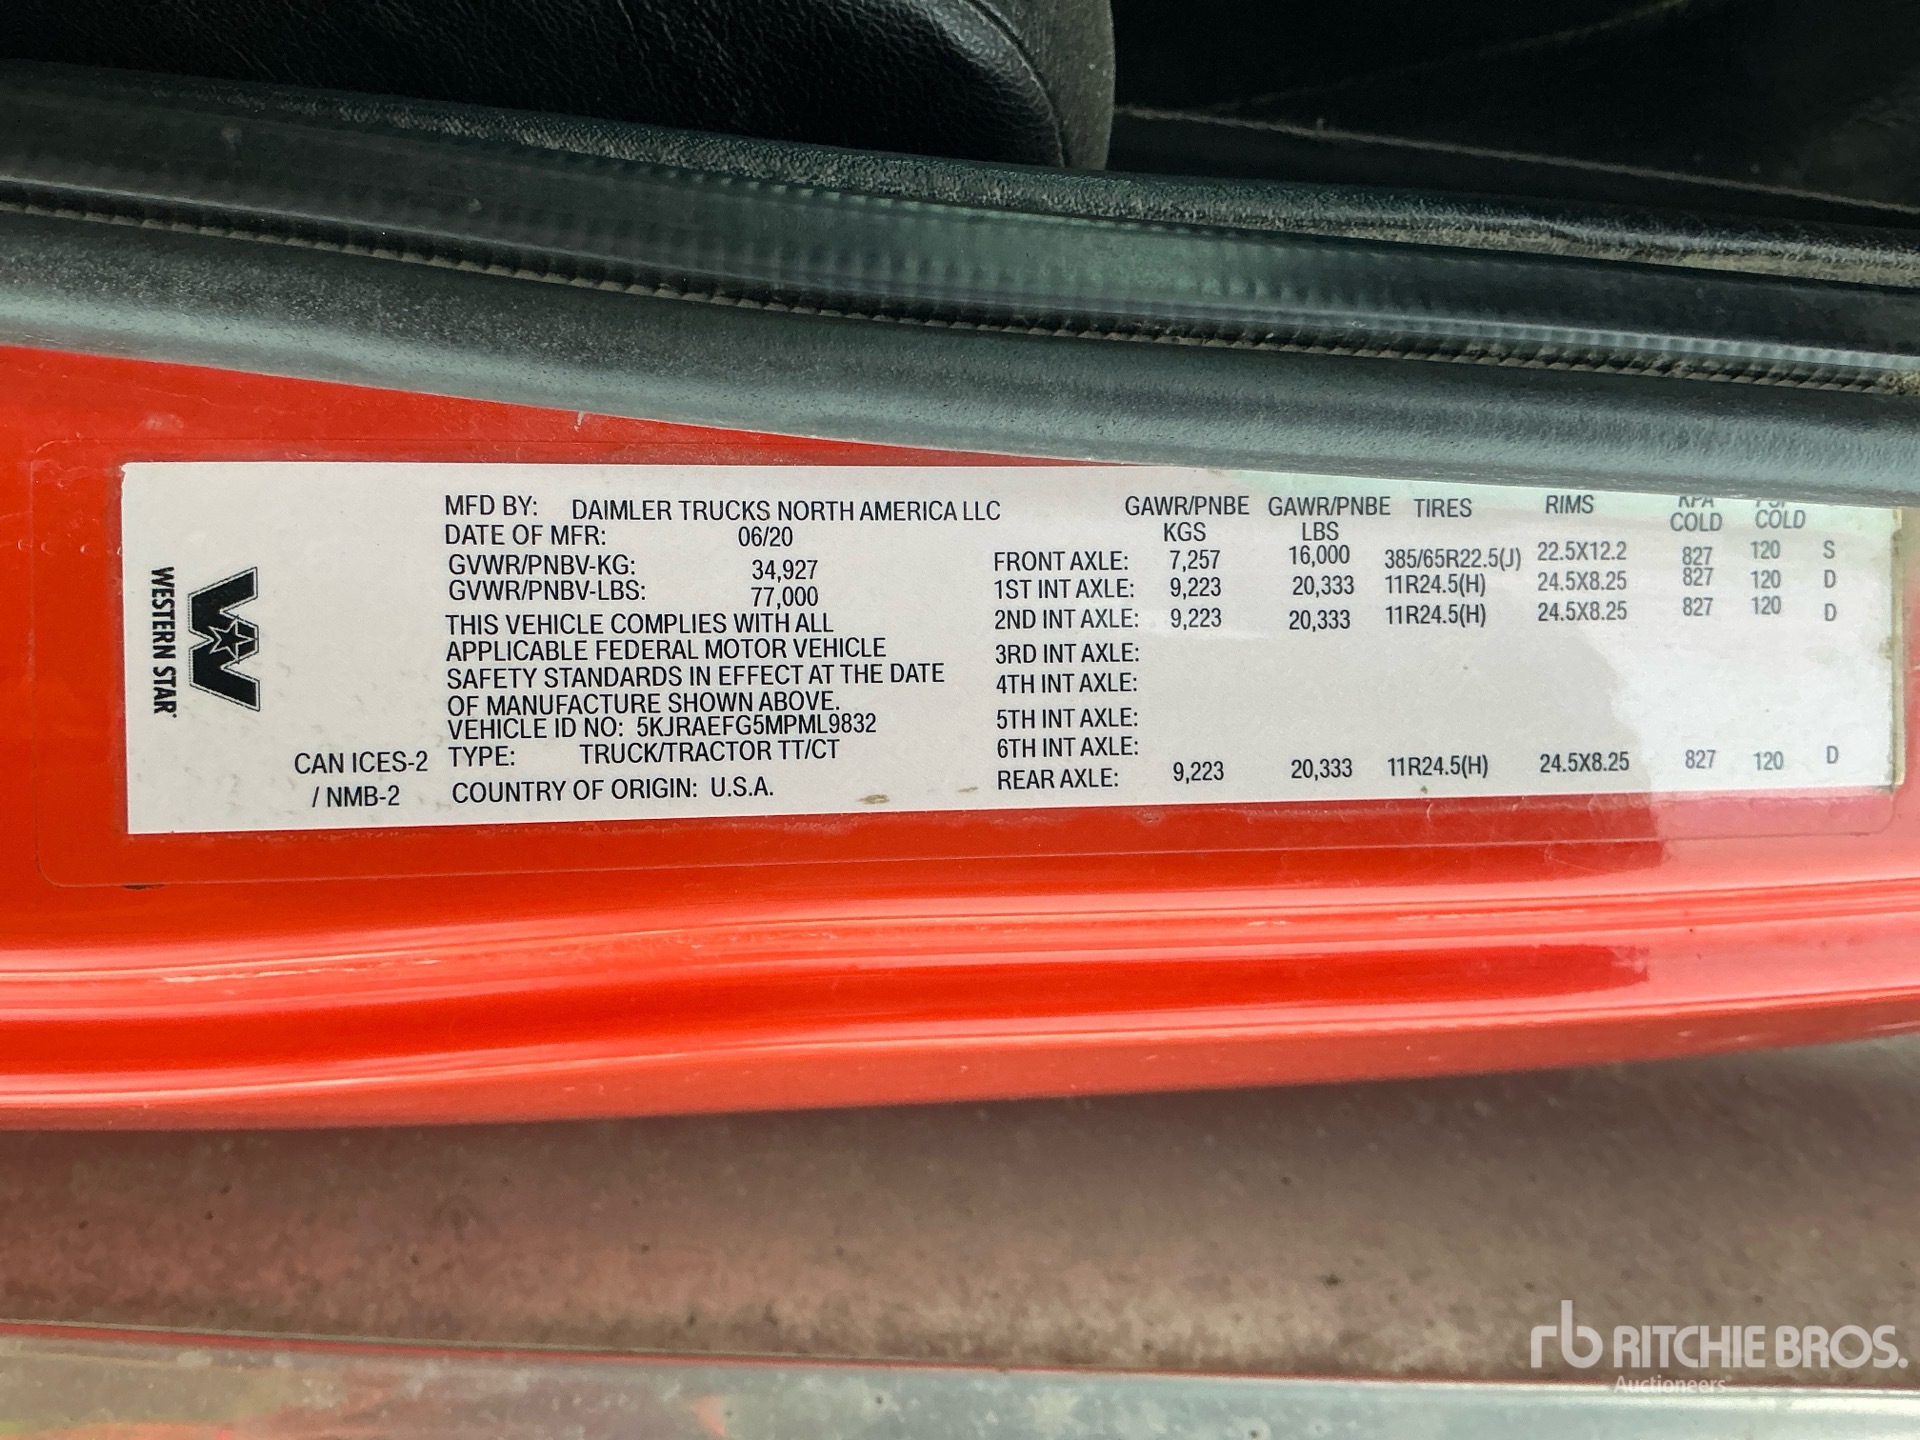 WESTERN STAR
CAN ICES-2
/ NMB-2
MFD BY: DAIMLER TRUCKS NORTH AMERICA LLC
DATE OF MFR: 06/20
GVWR/PNBV-KG: 34,927
GVWR/PNBV-LBS: 77,000
THIS VEHICLE COMPLIES WITH ALL
APPLICABLE FEDERAL MOTOR VEHICLE
SAFETY STANDARDS IN EFFECT AT THE DATE
OF MANUFACTURE SHOWN ABOVE.
VEHICLE ID NO: 5KJRAEFG5MPML9832
TYPE: TRUCK/TRACTOR TT/CT
COUNTRY OF ORIGIN: U.S.A.
GAWR/PNBE GAWR/PNBE TIRES RIMS KPA PSI
KGS LBS COLD COLD
FRONT AXLE: 7,257 16,000 385/65R22.5(J) 22.5X12.2 827 120 S
1ST INT AXLE: 9,223 20,333 11R24.5(H) 24.5X8.25 827 120 D
2ND INT AXLE: 9,223 20,333 11R24.5(H) 24.5X8.25 827 120 D
3RD INT AXLE:
4TH INT AXLE:
5TH INT AXLE:
6TH INT AXLE:
REAR AXLE: 9,223 20,333 11R24.5(H) 24.5X8.25 827 120 D
rb RITCHIE BROS.
Auctioneers